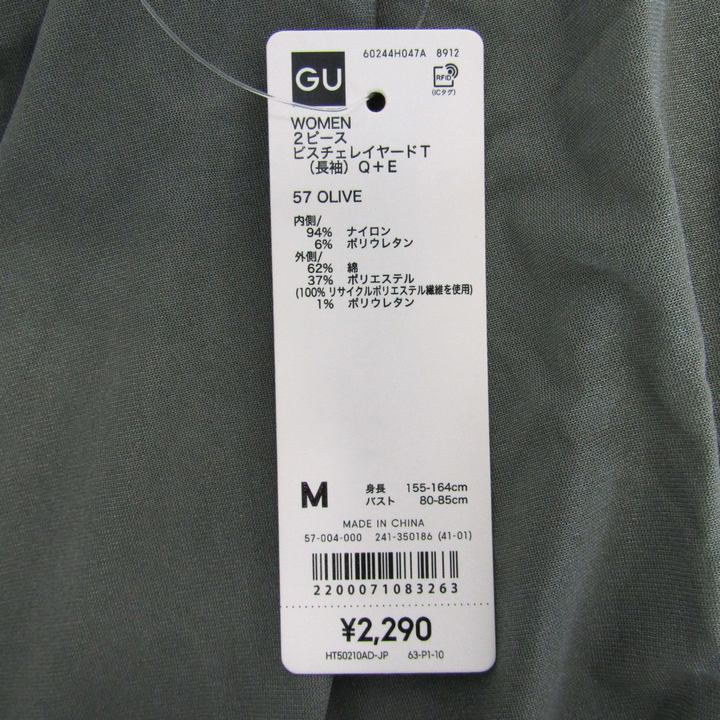 60244H047A 8912
GU
RFID
(ICタグ)
WOMEN
2ピース
ビスチェレイヤードT
(長袖) Q+E
57 OLIVE
内側/
94% ナイロン
6% ポリウレタン
外側/
62% 綿
37% ポリエステル
(100% リサイクルポリエステル繊維を使用)
1% ポリウレタン
M 身長 155-164cm
バスト 80-85cm
MADE IN CHINA
57-004-000 241-350186 (41-01)
2200071083263
¥2,290
HT50210AD-JP 63-P1-10